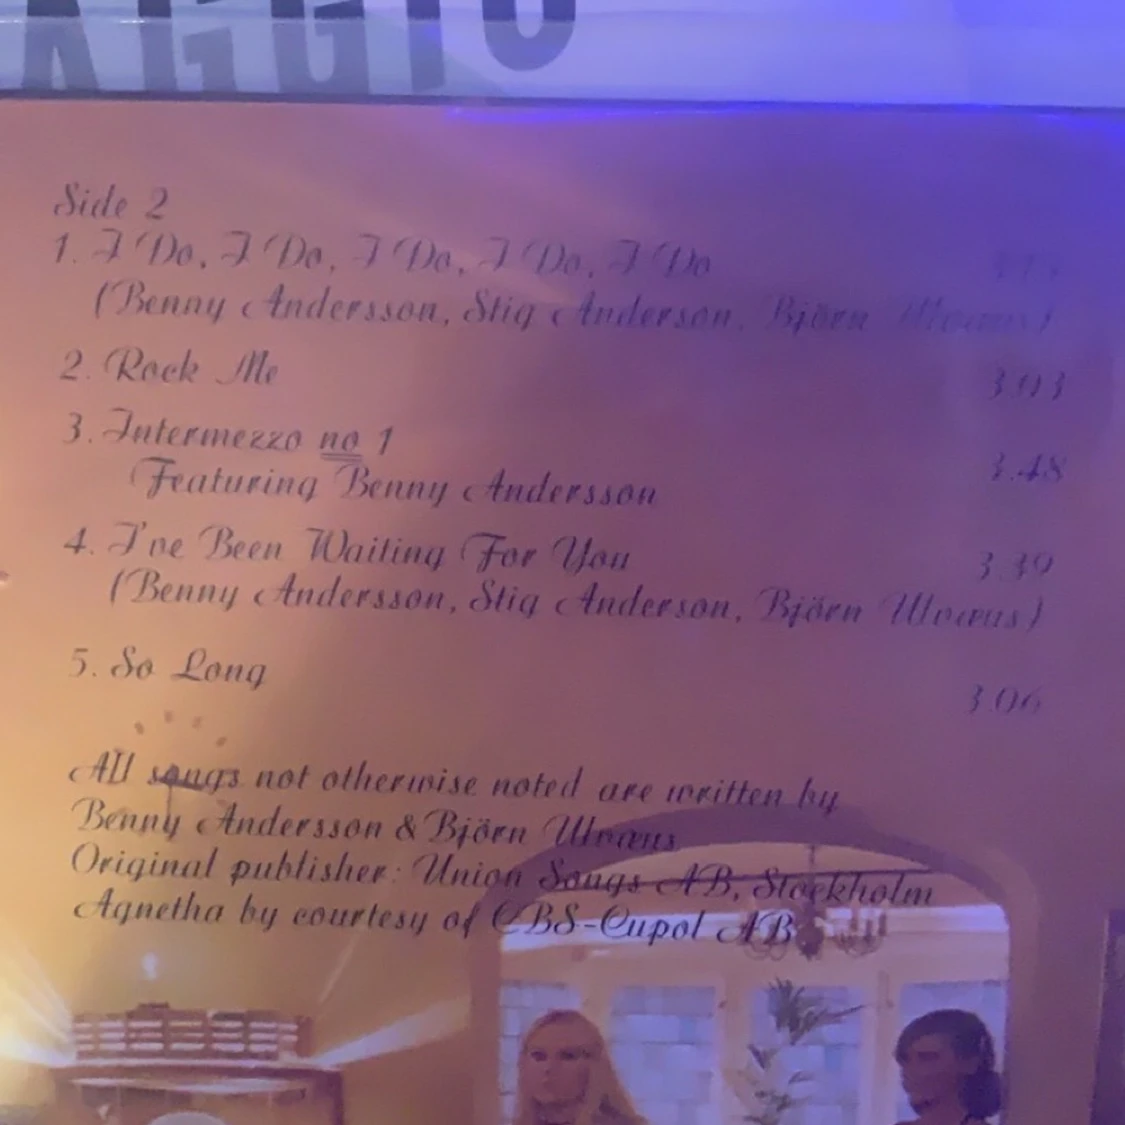 Side 2
1. I Do, I Do, I Do, I Do, I Do
(Benny Andersson, Stig Anderson, Björn Ulvæus)
2. Rock Me 3.03
3. Intermezzo no 1 3.48
Featuring Benny Andersson
4. I've Been Waiting For You 3.39
(Benny Andersson, Stig Anderson, Björn Ulvæus)
5. So Long 3.06
All songs not otherwise noted are written by
Benny Andersson & Björn Ulvæus
Original publisher: Union Songs AB, Stockholm
Agnetha by courtesy of CBS-Cupol AB